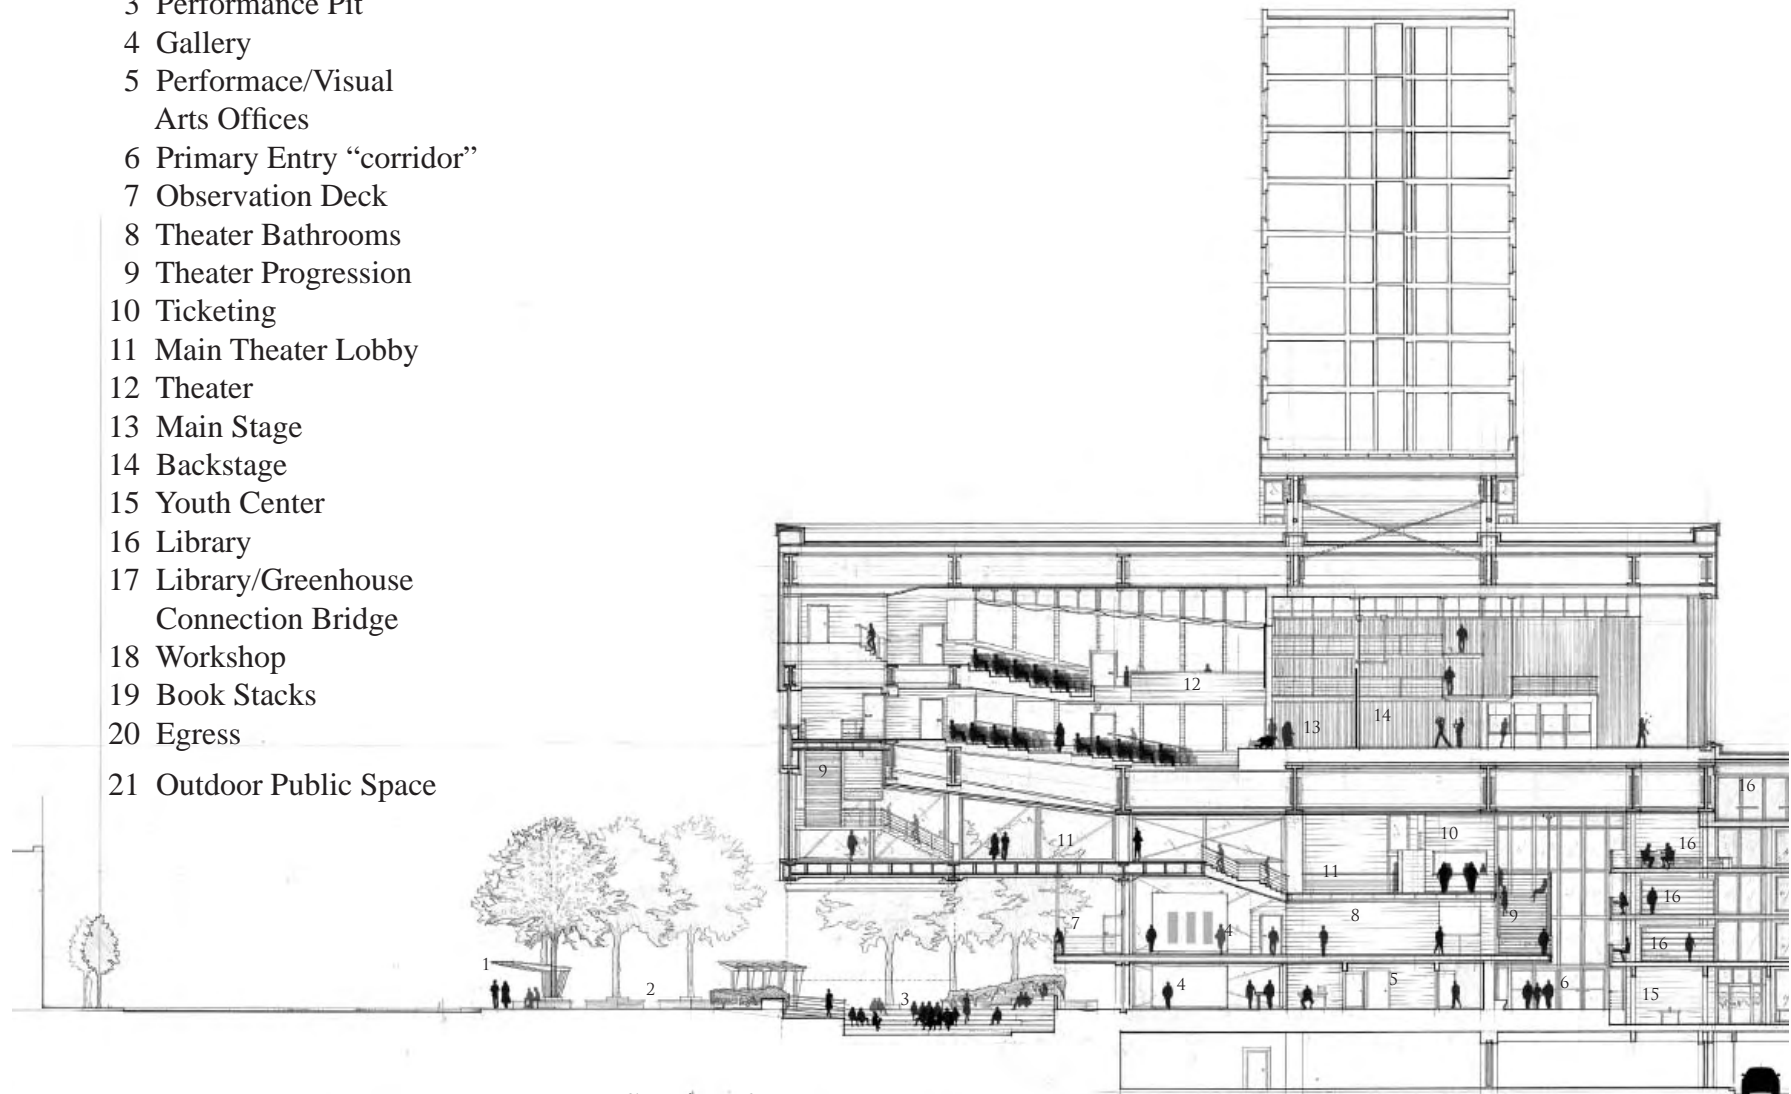 3 Performance Pit
4 Gallery
5 Performace/Visual
Arts Offices
6 Primary Entry “corridor”
7 Observation Deck
8 Theater Bathrooms
9 Theater Progression
10 Ticketing
11 Main Theater Lobby
12 Theater
13 Main Stage
14 Backstage
15 Youth Center
16 Library
17 Library/Greenhouse
Connection Bridge
18 Workshop
19 Book Stacks
20 Egress
21 Outdoor Public Space
12
13
14
9
16
11
10
16
11
16
7
4
8
9
16
1
2
3
4
5
6
15